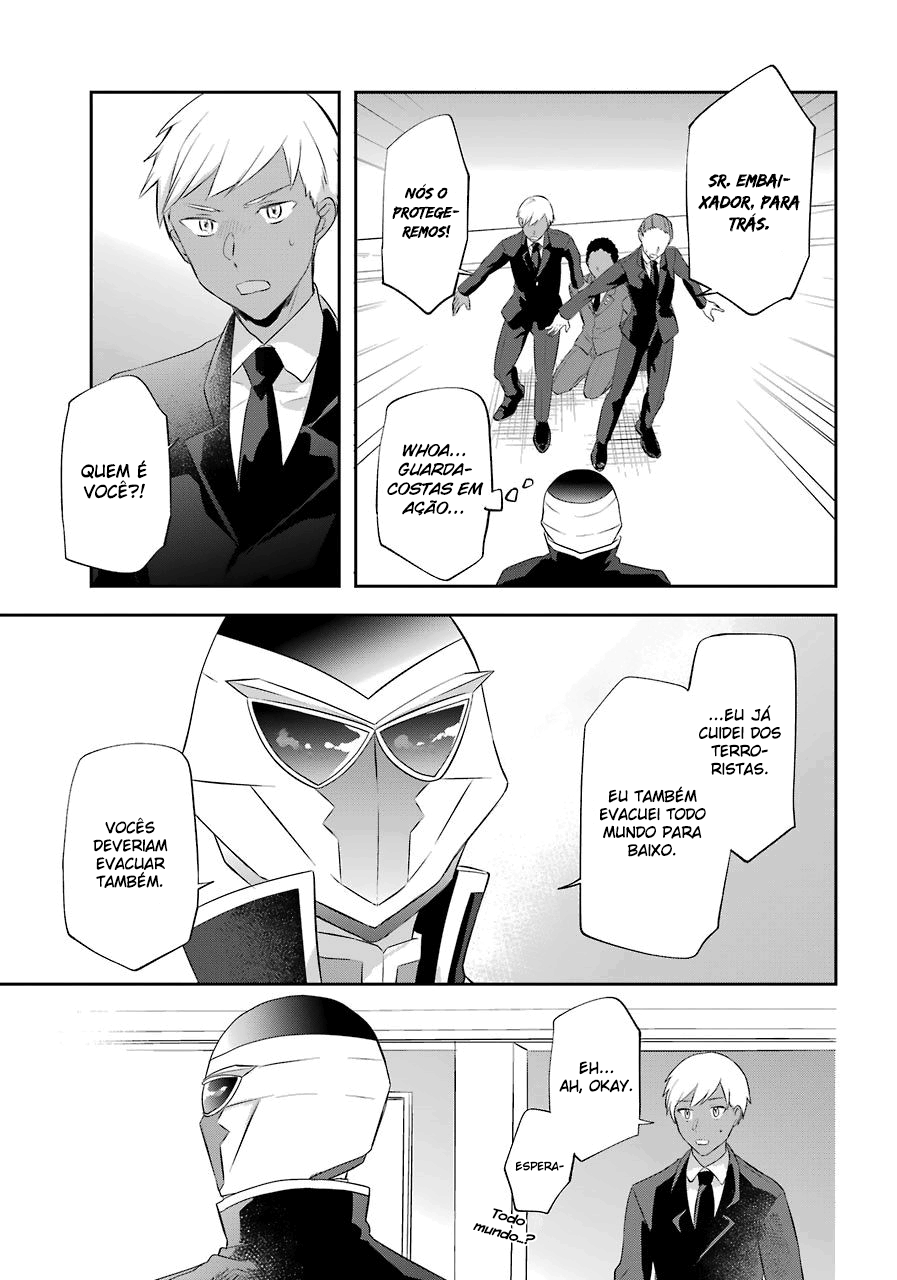 SR. EMBAI-
XADOR, PARA
TRÁS.
NÓS O
PROTEGE-
REMOS!
WHOA...
GUARDA-
COSTAS EM
AÇÃO...
QUEM É
VOCÊ?!
...EU JÁ
CUIDEI DOS
TERRO-
RISTAS.
EU TAMBÉM
EVACUEI TODO
MUNDO PARA
BAIXO.
VOCÊS
DEVERIAM
EVACUAR
TAMBÉM.
EH...
AH, OKAY.
ESPERA-
Todo
mundo...?